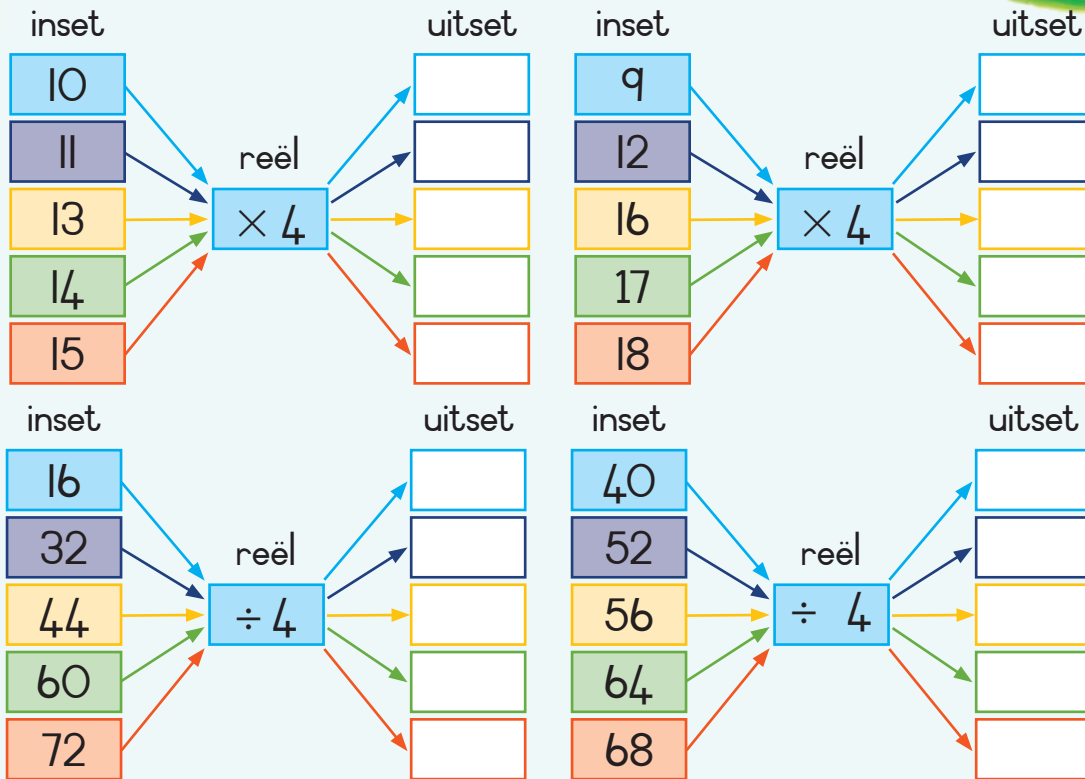 inset uitset inset uitset
10 9
11 reël 12 reël
13 × 4 16 × 4
14 17
15 18
inset uitset inset uitset
16 40
32 reël 52 reël
44 ÷ 4 56 ÷ 4
60 64
72 68